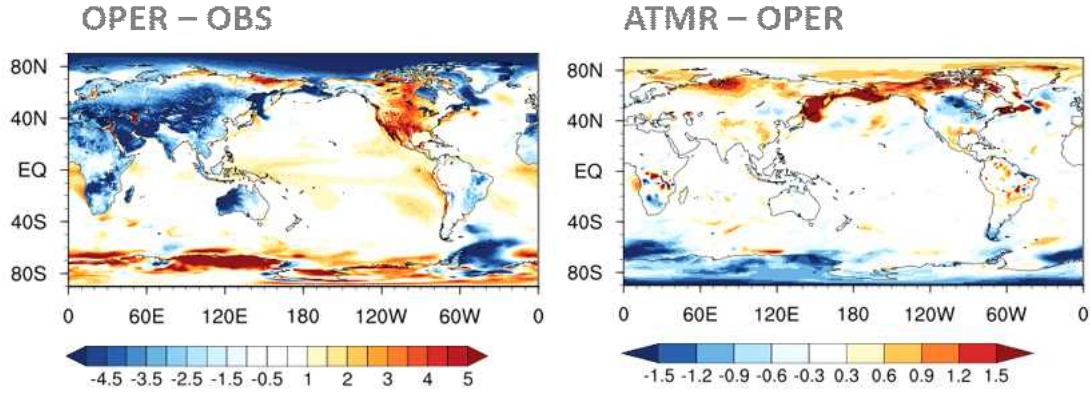 OPER – OBS
ATMR – OPER
80N
40N
EQ
40S
80S
0 60E 120E 180 120W 60W 0
-4.5 -3.5 -2.5 -1.5 -0.5 1 2 3 4 5
80N
40N
EQ
40S
80S
0 60E 120E 180 120W 60W 0
-1.5 -1.2 -0.9 -0.6 -0.3 0.3 0.6 0.9 1.2 1.5